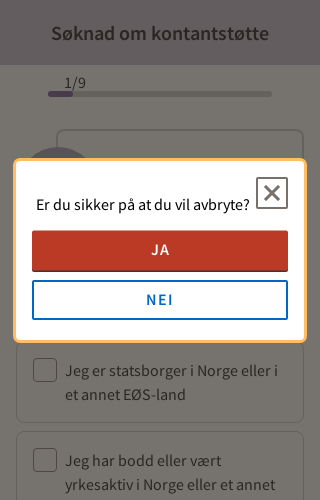 Søknad om kontantstøtte
1/9
Er du sikker på at du vil avbryte?
JA
NEI
Jeg er statsborger i Norge eller i
et annet EØS-land
Jeg har bodd eller vært
yrkesaktiv i Norge eller et annet